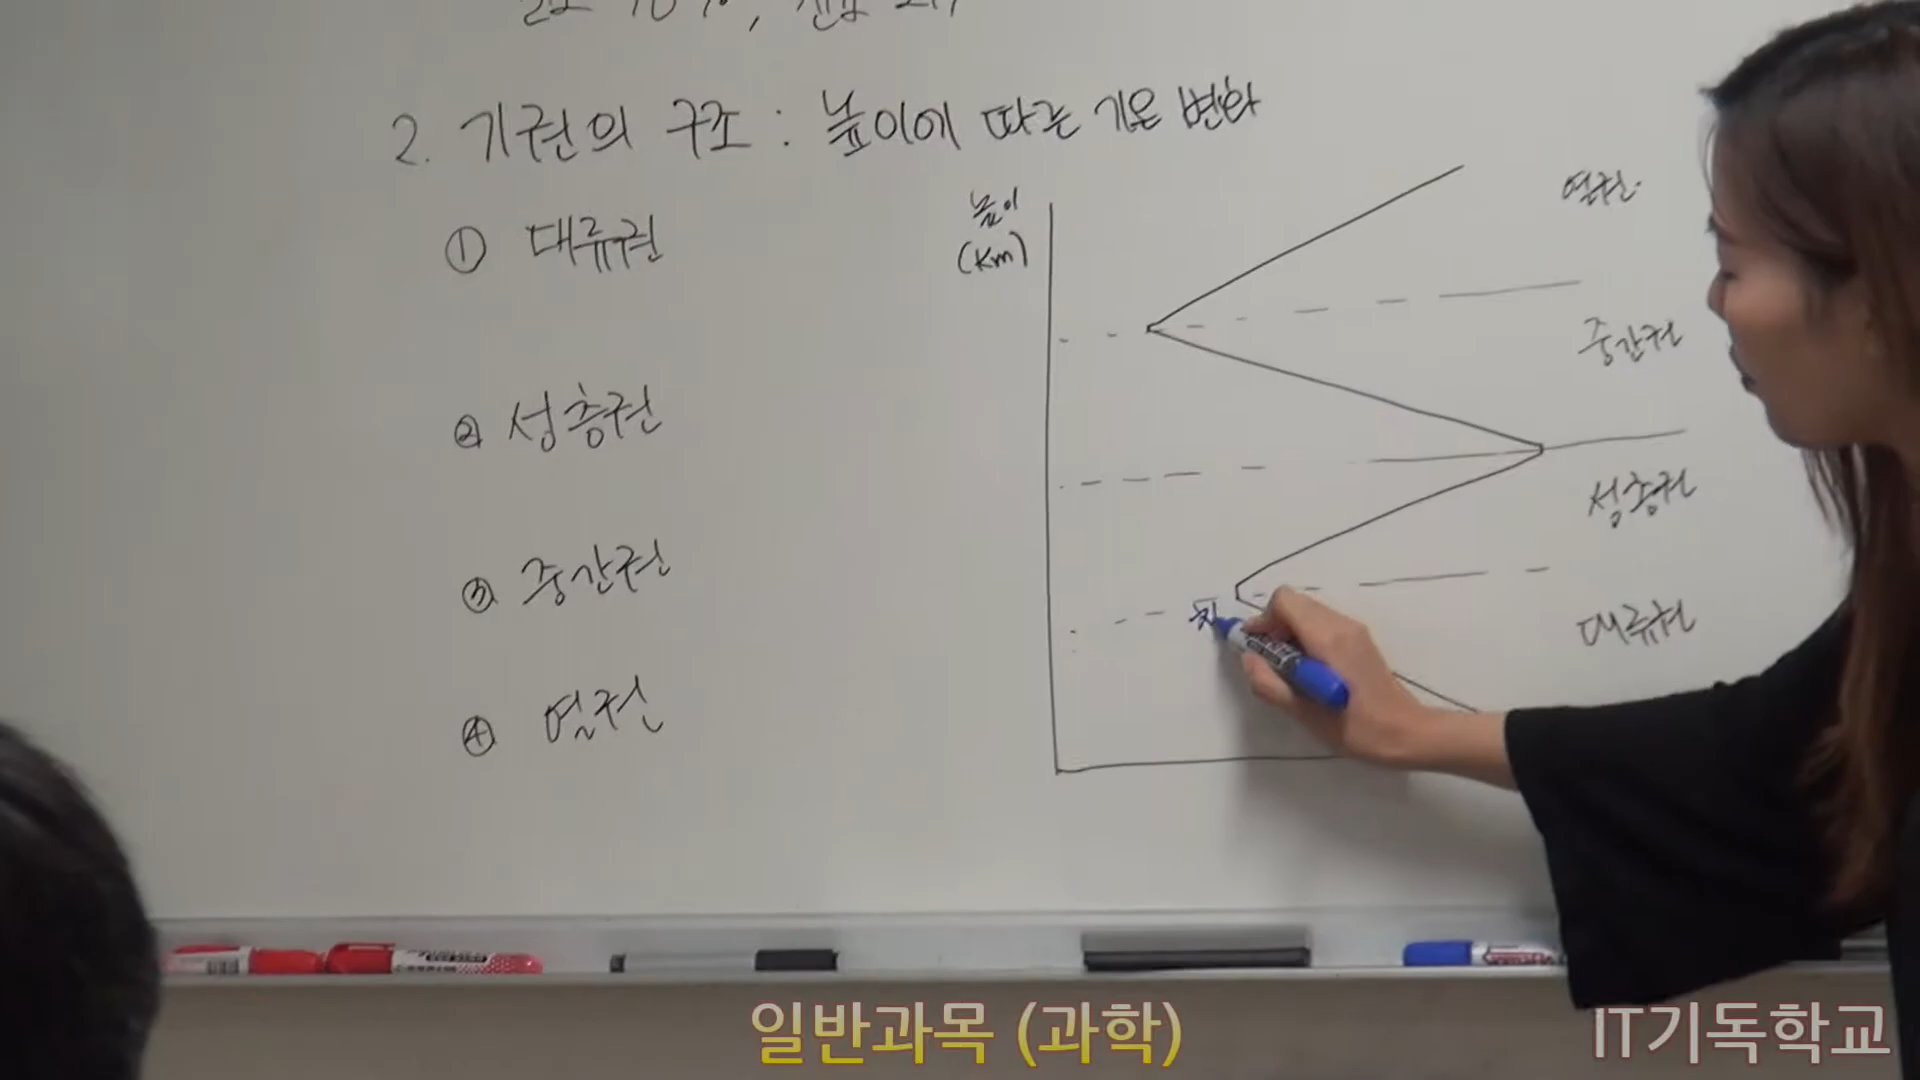 2. 기권의 구조 : 높이에 따른 기온 변화
① 대류권
② 성층권
③ 중간권
④ 열권
높이
(km)
열권
중간권
성층권
대류권
일반과목 (과학)
IT기독학교